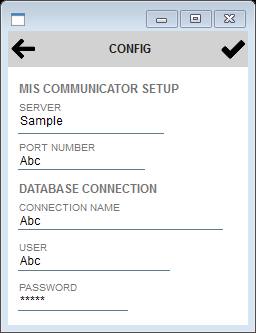 CONFIG
MIS COMMUNICATOR SETUP
SERVER
Sample
PORT NUMBER
Abc
DATABASE CONNECTION
CONNECTION NAME
Abc
USER
Abc
PASSWORD
*****